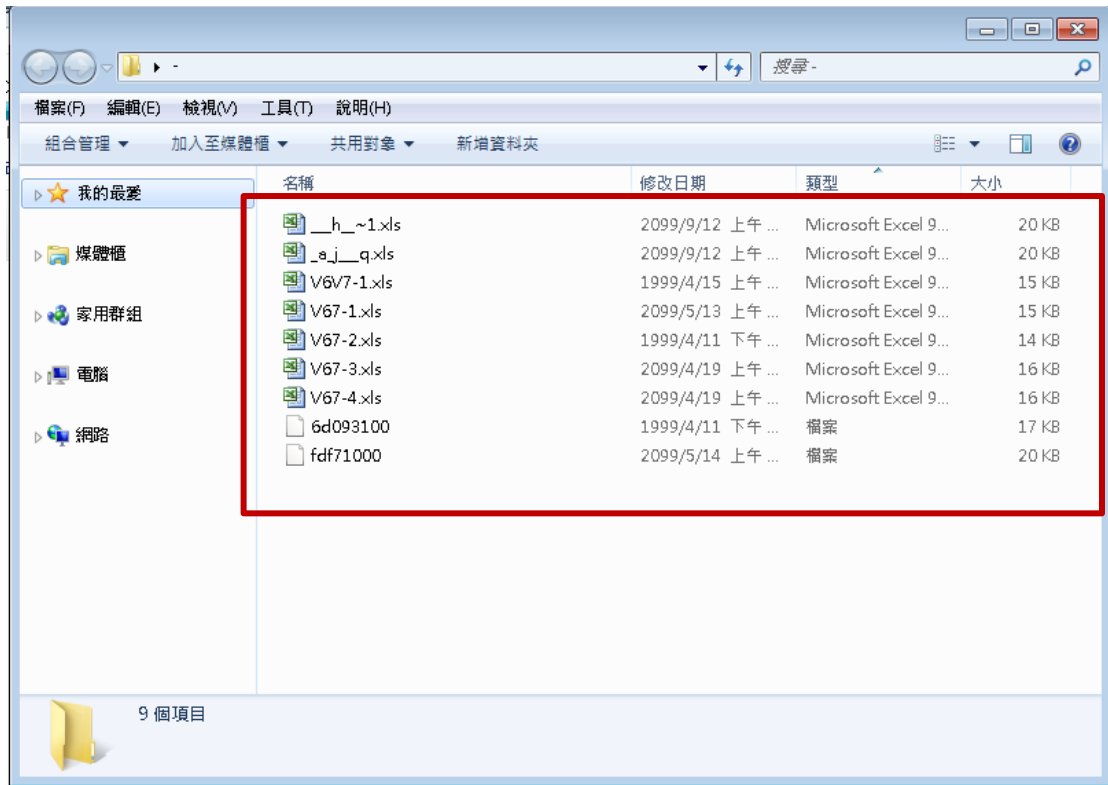 -
搜尋 -
檔案(F) 編輯(E) 檢視(V) 工具(T) 說明(H)
組合管理 加入至媒體櫃 共用對象 新增資料夾
我的最愛
媒體櫃
家用群組
電腦
網路
名稱 修改日期 類型 大小
__h_~1.xls 2099/9/12 上午 ... Microsoft Excel 9... 20 KB
_a_j__q.xls 2099/9/12 上午 ... Microsoft Excel 9... 20 KB
V6V7-1.xls 1999/4/15 上午 ... Microsoft Excel 9... 15 KB
V67-1.xls 2099/5/13 上午 ... Microsoft Excel 9... 15 KB
V67-2.xls 1999/4/11 下午 ... Microsoft Excel 9... 14 KB
V67-3.xls 2099/4/19 上午 ... Microsoft Excel 9... 16 KB
V67-4.xls 2099/4/19 上午 ... Microsoft Excel 9... 16 KB
6d093100 1999/4/11 下午 ... 檔案 17 KB
fdf71000 2099/5/14 上午 ... 檔案 20 KB
9 個項目